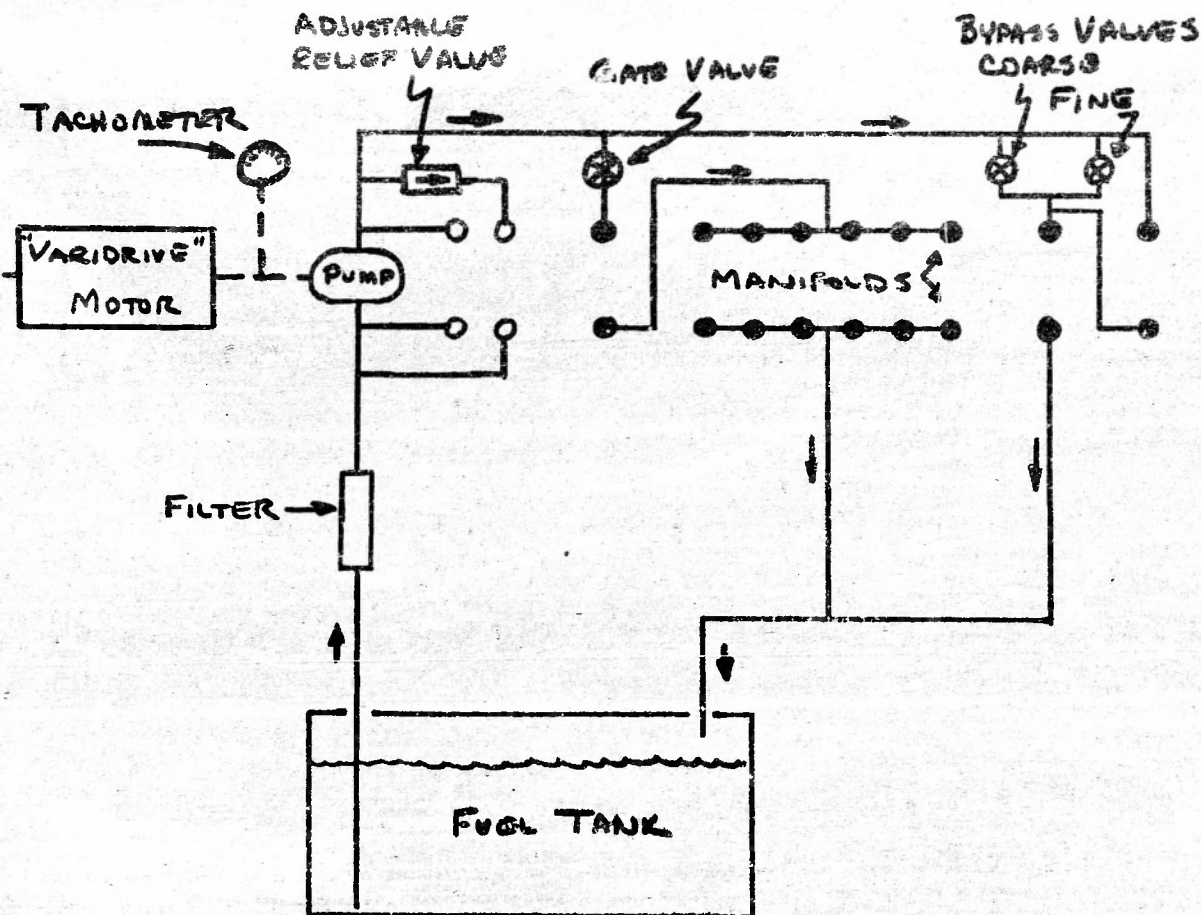 ADJUSTABLE
RELIEF VALVE
GATE VALVE
BYPASS VALVES
COARSE
FINE
TACHOMETER
"VARIDRIVE"
MOTOR
PUMP
MANIFOLDS
FILTER
FUEL TANK